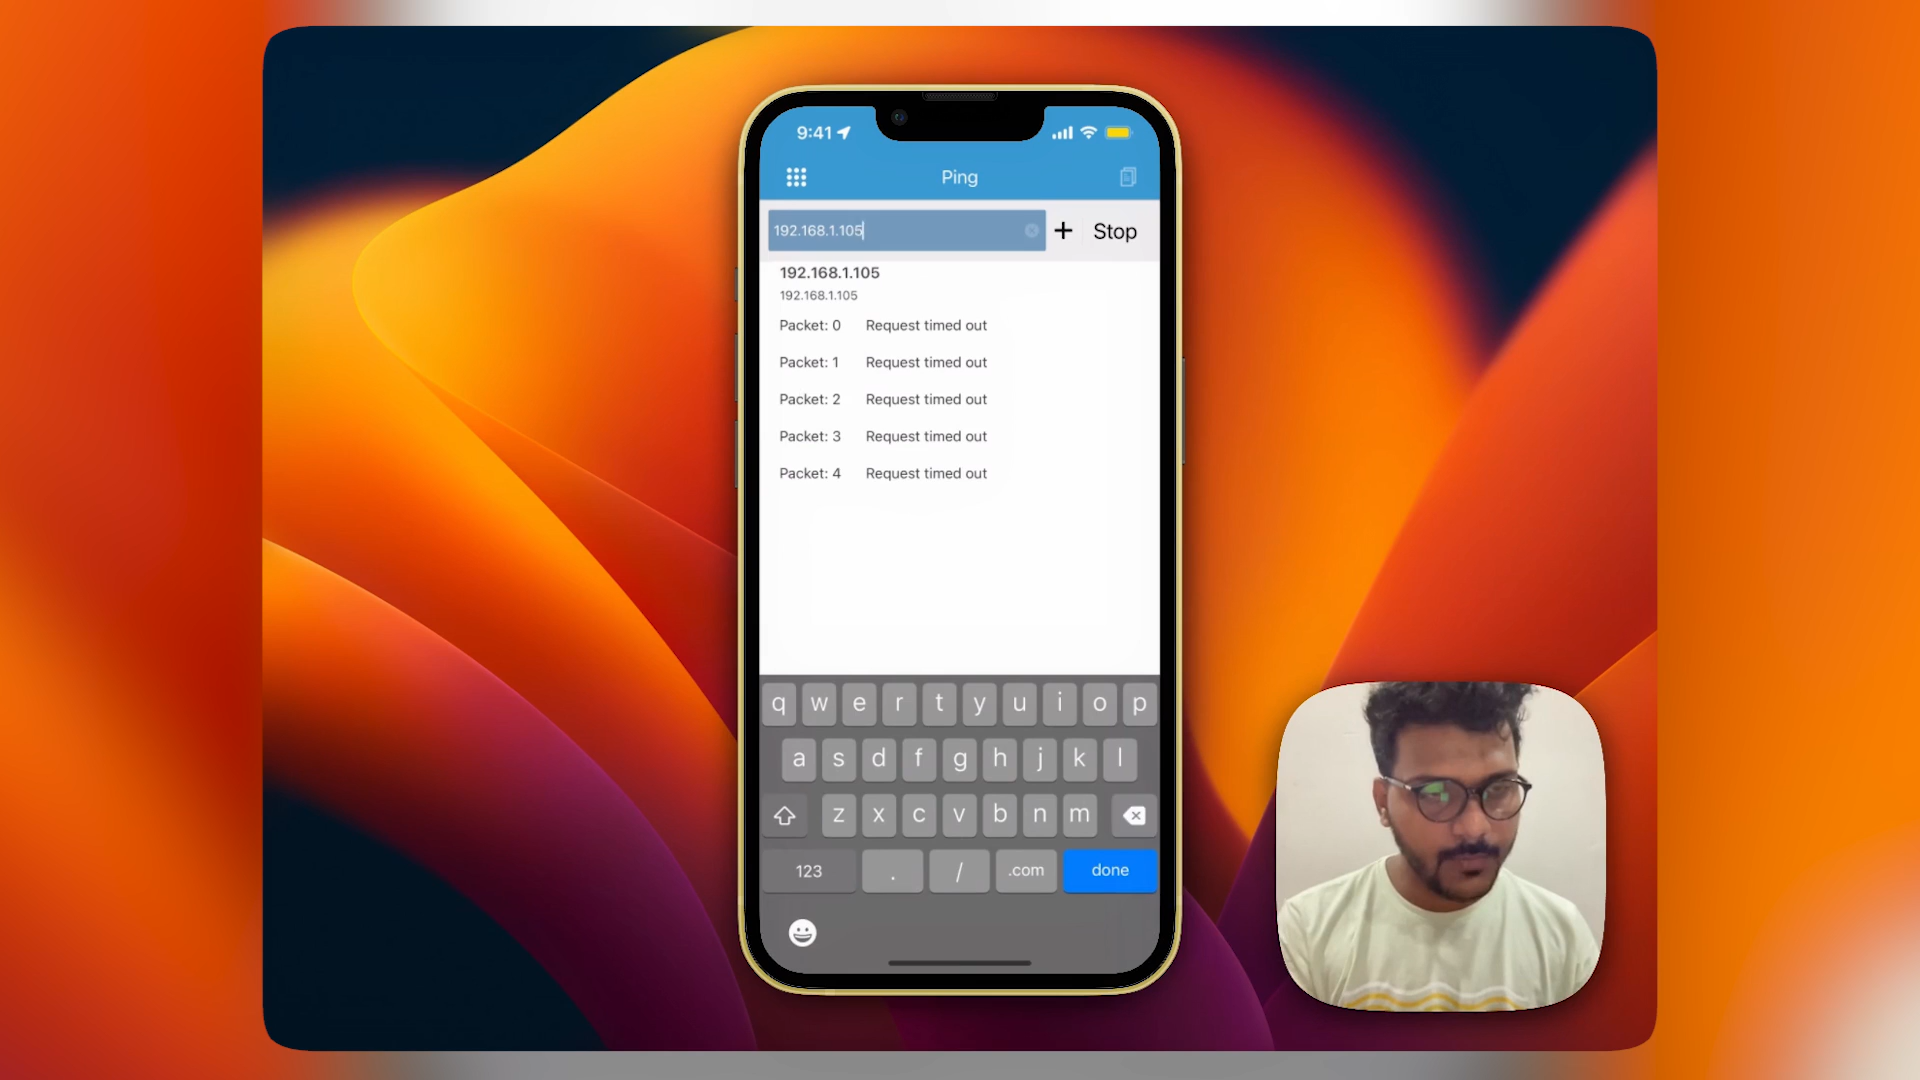 9:41
Ping
192.168.1.105
+ Stop
192.168.1.105
192.168.1.105
Packet: 0 Request timed out
Packet: 1 Request timed out
Packet: 2 Request timed out
Packet: 3 Request timed out
Packet: 4 Request timed out
q w e r t y u i o p
a s d f g h j k l
z x c v b n m
123 . / .com done